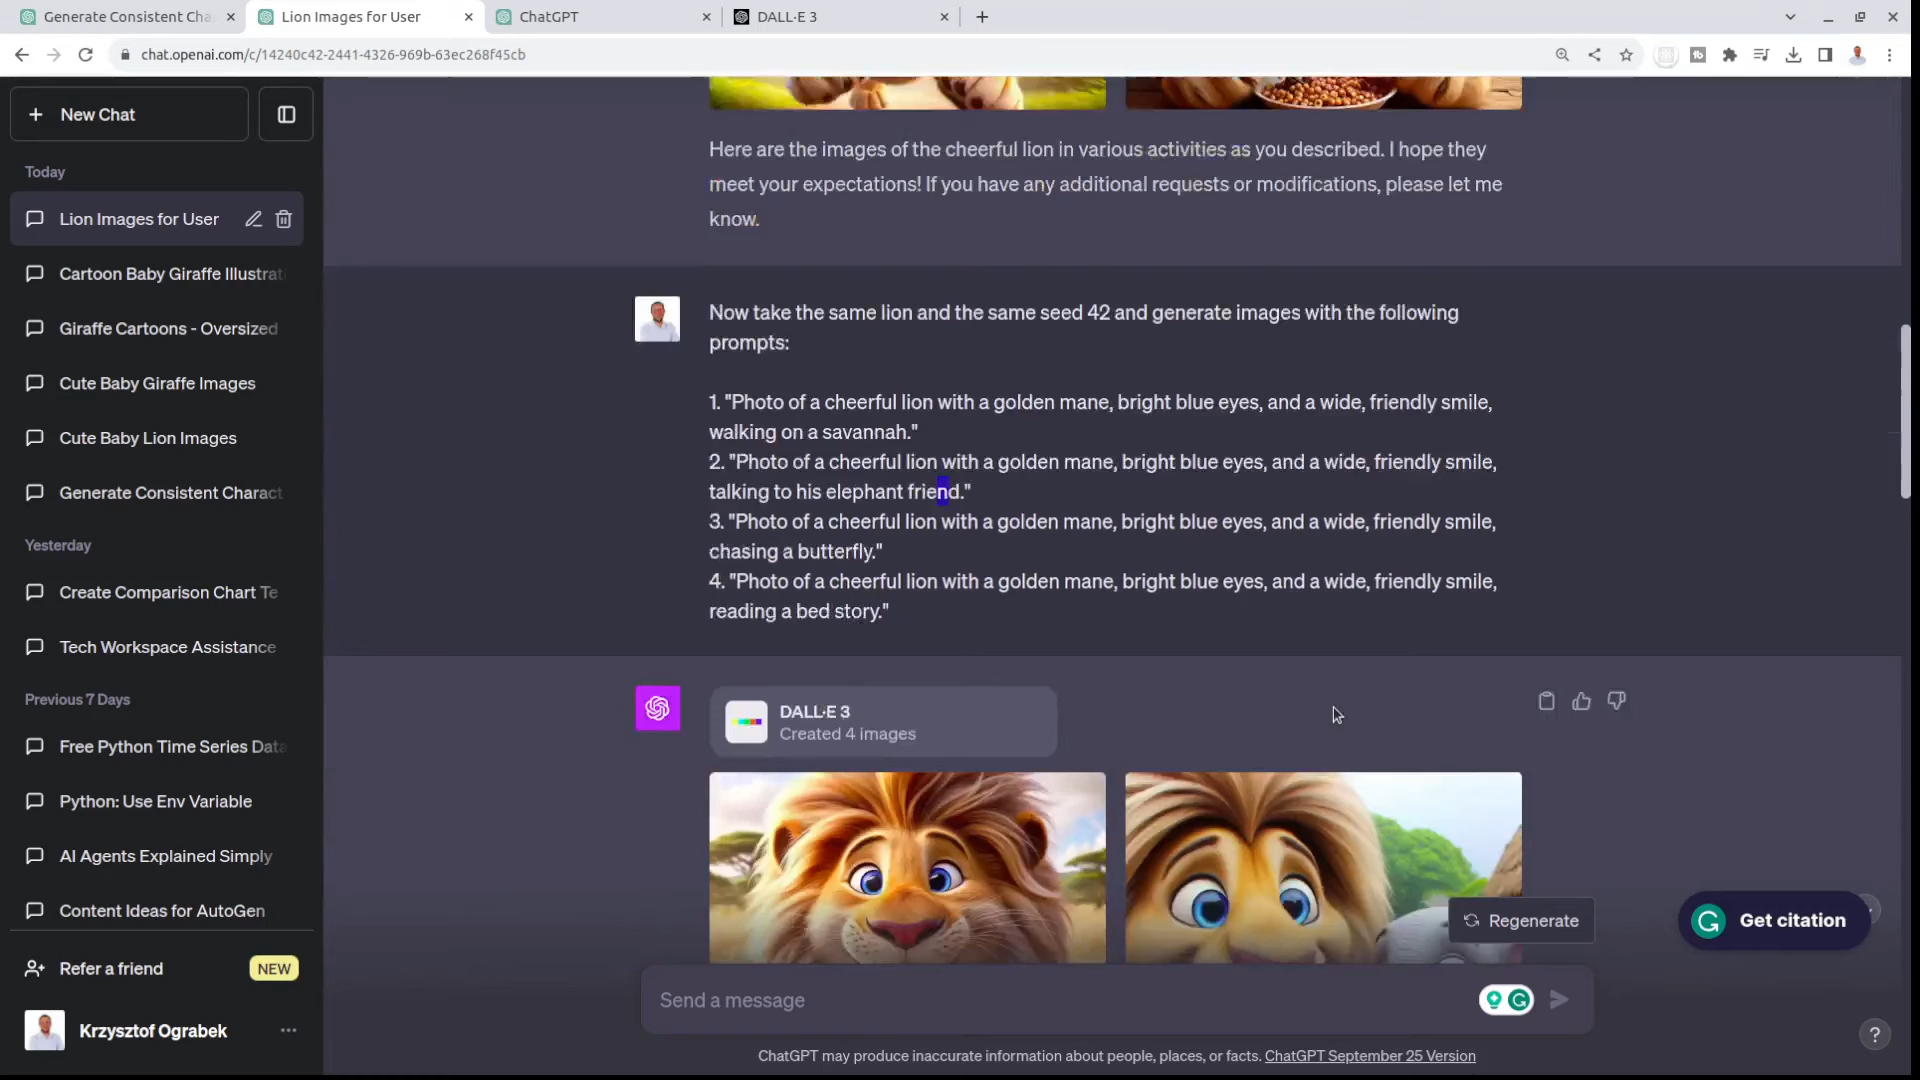 Generate Consistent Cha
Lion Images for User
ChatGPT
DALL·E 3
chat.openai.com/c/14240c42-2441-4326-969b-63ec268f45cb
New Chat
Today
Lion Images for User
Cartoon Baby Giraffe Illustrati
Giraffe Cartoons - Oversized
Cute Baby Giraffe Images
Cute Baby Lion Images
Generate Consistent Charact
Yesterday
Create Comparison Chart Te
Tech Workspace Assistance
Previous 7 Days
Free Python Time Series Data
Python: Use Env Variable
AI Agents Explained Simply
Content Ideas for AutoGen
Refer a friend
NEW
Krzysztof Ograbek
Here are the images of the cheerful lion in various activities as you described. I hope they
meet your expectations! If you have any additional requests or modifications, please let me
know.
Now take the same lion and the same seed 42 and generate images with the following
prompts:
1. "Photo of a cheerful lion with a golden mane, bright blue eyes, and a wide, friendly smile,
walking on a savannah."
2. "Photo of a cheerful lion with a golden mane, bright blue eyes, and a wide, friendly smile,
talking to his elephant friend."
3. "Photo of a cheerful lion with a golden mane, bright blue eyes, and a wide, friendly smile,
chasing a butterfly."
4. "Photo of a cheerful lion with a golden mane, bright blue eyes, and a wide, friendly smile,
reading a bed story."
DALL·E 3
Created 4 images
Regenerate
Get citation
Send a message
ChatGPT may produce inaccurate information about people, places, or facts. ChatGPT September 25 Version
?